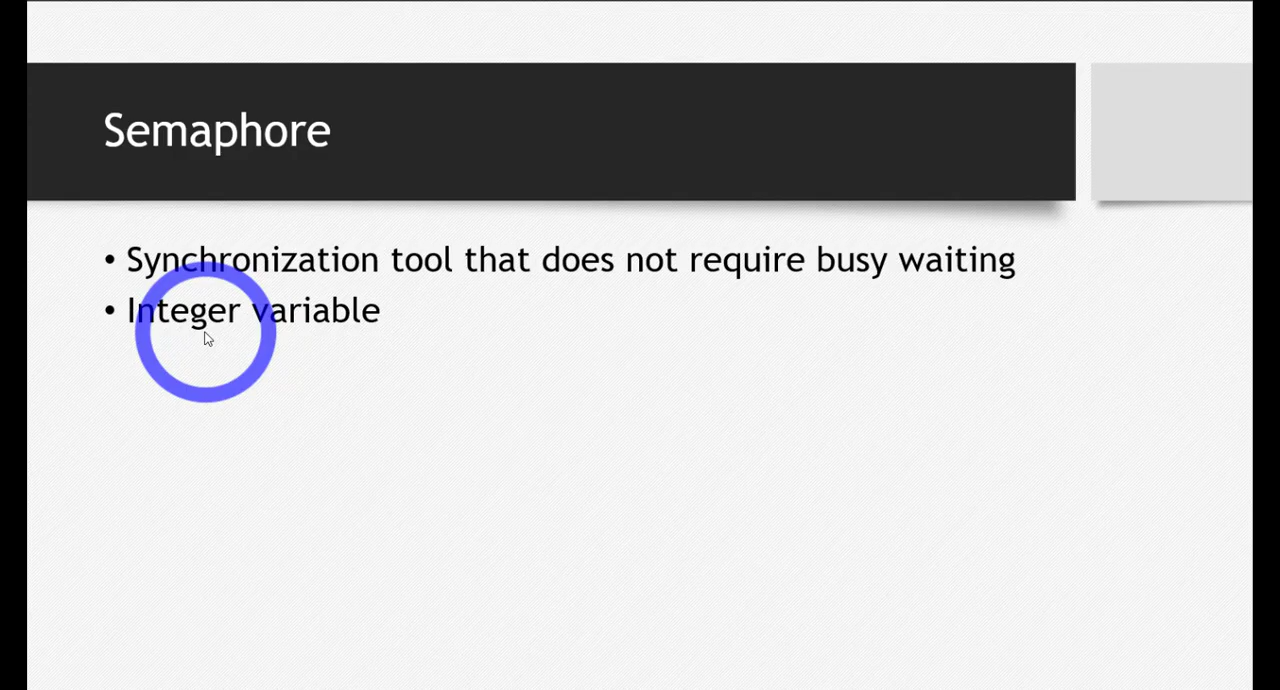 Semaphore
• Synchronization tool that does not require busy waiting
• Integer variable